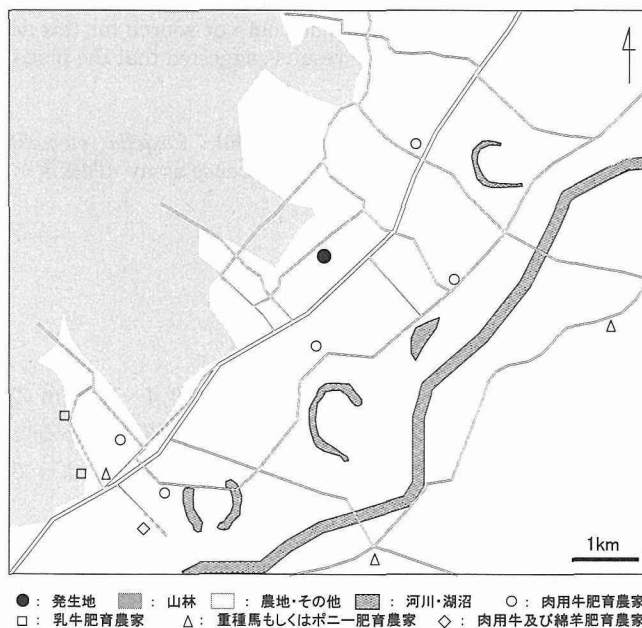 1km
● : 発生地 : 山林 : 農地・その他 : 河川・湖沼 ○ : 肉用牛肥育農家
□ : 乳牛肥育農家 △ : 重種馬もしくはポニー肥育農家 ◇ : 肉用牛及び綿羊肥育農家